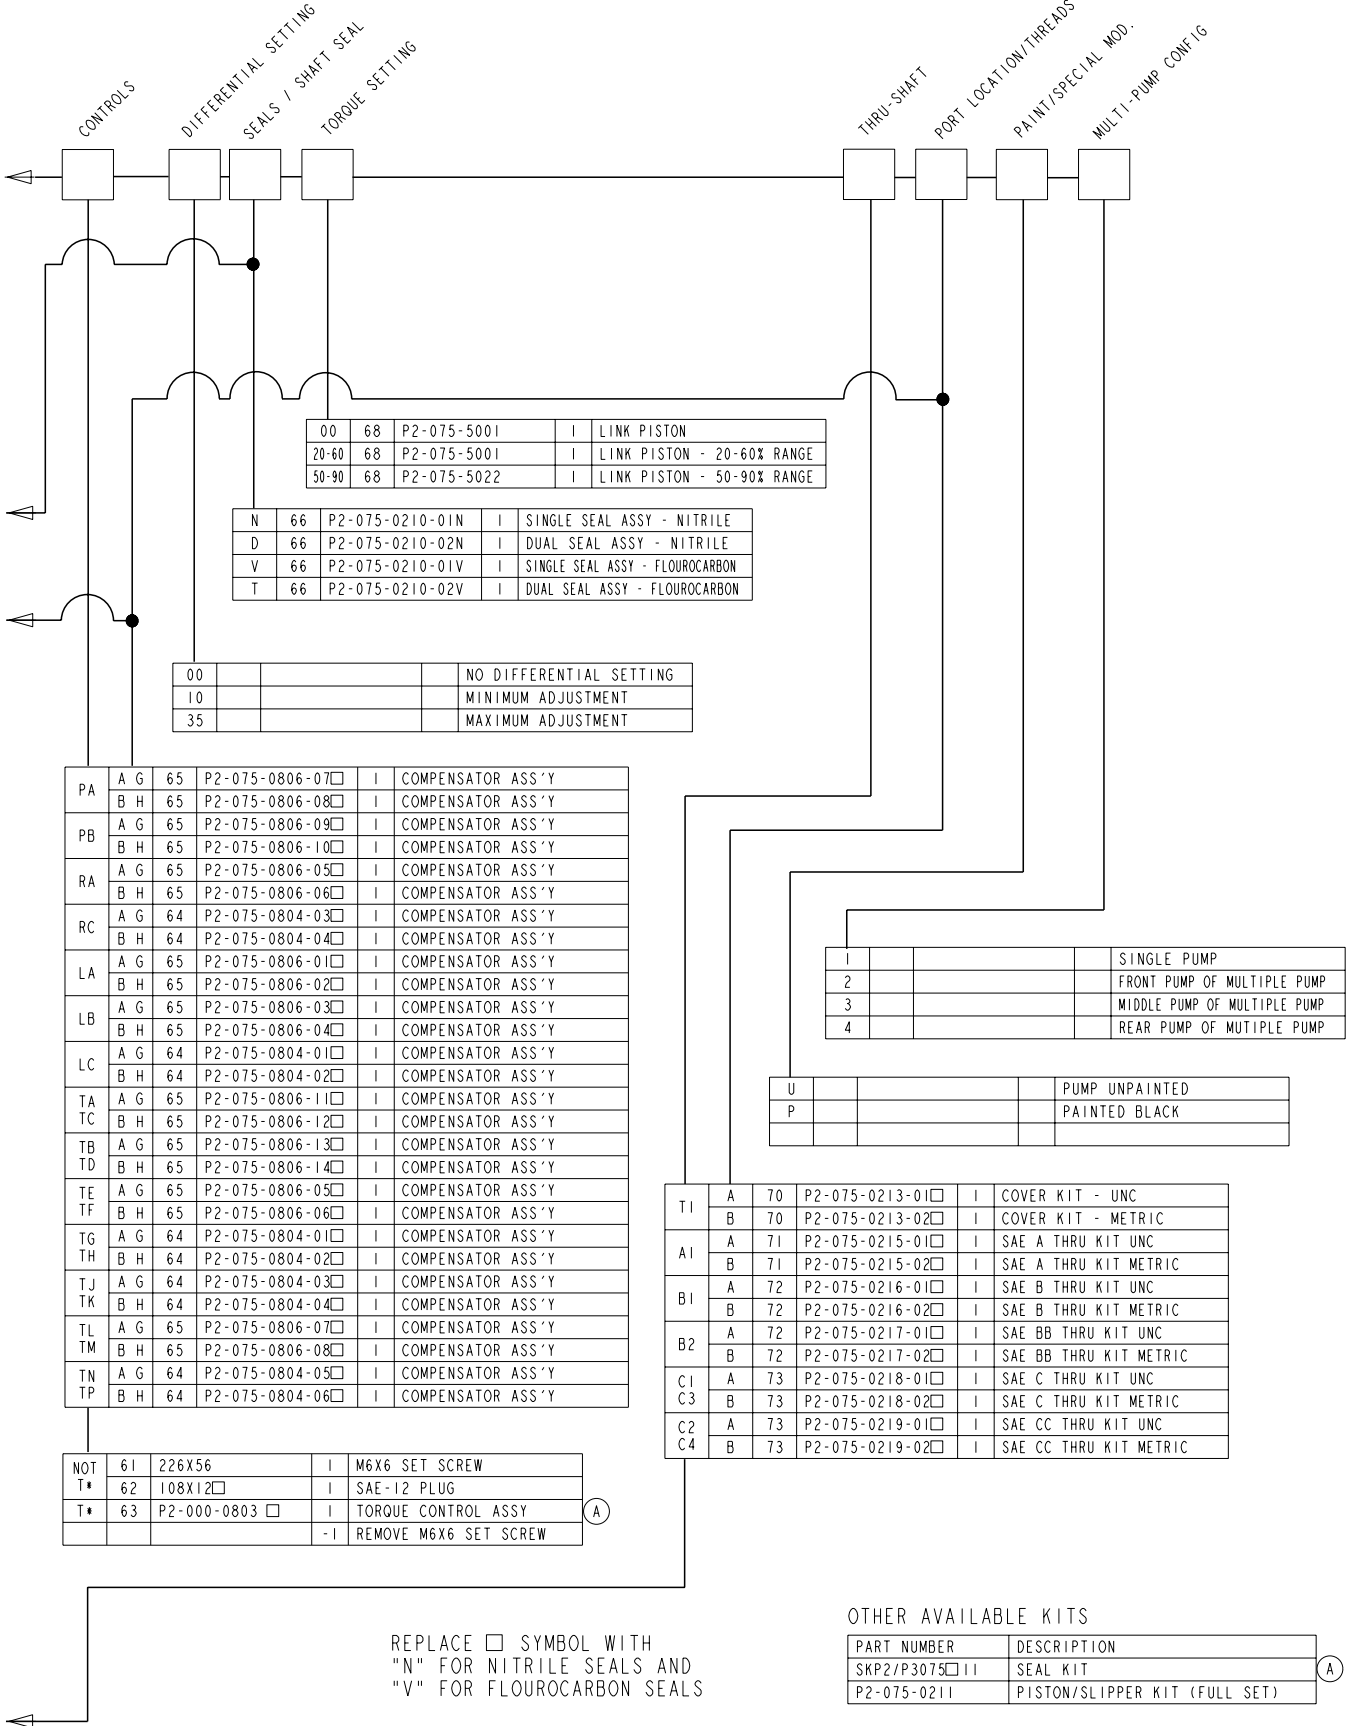 CONTROLS
DIFFERENTIAL SETTING
SEALS / SHAFT SEAL
TORQUE SETTING
THRU-SHAFT
PORT LOCATION/THREADS
PAINT/SPECIAL MOD.
MULTI-PUMP CONFIG
00 68 P2-075-5001 1 LINK PISTON
20-60 68 P2-075-5001 1 LINK PISTON - 20-60% RANGE
50-90 68 P2-075-5022 1 LINK PISTON - 50-90% RANGE
N 66 P2-075-0210-01N 1 SINGLE SEAL ASSY - NITRILE
D 66 P2-075-0210-02N 1 DUAL SEAL ASSY - NITRILE
V 66 P2-075-0210-01V 1 SINGLE SEAL ASSY - FLOUROCARBON
T 66 P2-075-0210-02V 1 DUAL SEAL ASSY - FLOUROCARBON
00 NO DIFFERENTIAL SETTING
10 MINIMUM ADJUSTMENT
35 MAXIMUM ADJUSTMENT
PA A G 65 P2-075-0806-07□ 1 COMPENSATOR ASS'Y
B H 65 P2-075-0806-08□ 1 COMPENSATOR ASS'Y
PB A G 65 P2-075-0806-09□ 1 COMPENSATOR ASS'Y
B H 65 P2-075-0806-10□ 1 COMPENSATOR ASS'Y
RA A G 65 P2-075-0806-05□ 1 COMPENSATOR ASS'Y
B H 65 P2-075-0806-06□ 1 COMPENSATOR ASS'Y
RC A G 64 P2-075-0804-03□ 1 COMPENSATOR ASS'Y
B H 64 P2-075-0804-04□ 1 COMPENSATOR ASS'Y
LA A G 65 P2-075-0806-01□ 1 COMPENSATOR ASS'Y
B H 65 P2-075-0806-02□ 1 COMPENSATOR ASS'Y
LB A G 65 P2-075-0806-03□ 1 COMPENSATOR ASS'Y
B H 65 P2-075-0806-04□ 1 COMPENSATOR ASS'Y
LC A G 64 P2-075-0804-01□ 1 COMPENSATOR ASS'Y
B H 64 P2-075-0804-02□ 1 COMPENSATOR ASS'Y
TA A G 65 P2-075-0806-11□ 1 COMPENSATOR ASS'Y
TC B H 65 P2-075-0806-12□ 1 COMPENSATOR ASS'Y
TB A G 65 P2-075-0806-13□ 1 COMPENSATOR ASS'Y
TD B H 65 P2-075-0806-14□ 1 COMPENSATOR ASS'Y
TE A G 65 P2-075-0806-05□ 1 COMPENSATOR ASS'Y
TF B H 65 P2-075-0806-06□ 1 COMPENSATOR ASS'Y
TG A G 64 P2-075-0804-01□ 1 COMPENSATOR ASS'Y
TH B H 64 P2-075-0804-02□ 1 COMPENSATOR ASS'Y
TJ A G 64 P2-075-0804-03□ 1 COMPENSATOR ASS'Y
TK B H 64 P2-075-0804-04□ 1 COMPENSATOR ASS'Y
TL A G 65 P2-075-0806-07□ 1 COMPENSATOR ASS'Y
TM B H 65 P2-075-0806-08□ 1 COMPENSATOR ASS'Y
TN A G 64 P2-075-0804-05□ 1 COMPENSATOR ASS'Y
TP B H 64 P2-075-0804-06□ 1 COMPENSATOR ASS'Y
1 SINGLE PUMP
2 FRONT PUMP OF MULTIPLE PUMP
3 MIDDLE PUMP OF MULTIPLE PUMP
4 REAR PUMP OF MUTIPLE PUMP
U PUMP UNPAINTED
P PAINTED BLACK
T1 A 70 P2-075-0213-01□ 1 COVER KIT - UNC
B 70 P2-075-0213-02□ 1 COVER KIT - METRIC
A1 A 71 P2-075-0215-01□ 1 SAE A THRU KIT UNC
B 71 P2-075-0215-02□ 1 SAE A THRU KIT METRIC
B1 A 72 P2-075-0216-01□ 1 SAE B THRU KIT UNC
B 72 P2-075-0216-02□ 1 SAE B THRU KIT METRIC
B2 A 72 P2-075-0217-01□ 1 SAE BB THRU KIT UNC
B 72 P2-075-0217-02□ 1 SAE BB THRU KIT METRIC
C1 A 73 P2-075-0218-01□ 1 SAE C THRU KIT UNC
C3 B 73 P2-075-0218-02□ 1 SAE C THRU KIT METRIC
C2 A 73 P2-075-0219-01□ 1 SAE CC THRU KIT UNC
C4 B 73 P2-075-0219-02□ 1 SAE CC THRU KIT METRIC
NOT 61 226X56 1 M6X6 SET SCREW
T* 62 108X12□ 1 SAE-12 PLUG
T* 63 P2-000-0803 □ 1 TORQUE CONTROL ASSY A
-1 REMOVE M6X6 SET SCREW
REPLACE □ SYMBOL WITH
"N" FOR NITRILE SEALS AND
"V" FOR FLOUROCARBON SEALS
OTHER AVAILABLE KITS
PART NUMBER DESCRIPTION
SKP2/P3075□11 SEAL KIT A
P2-075-0211 PISTON/SLIPPER KIT (FULL SET)